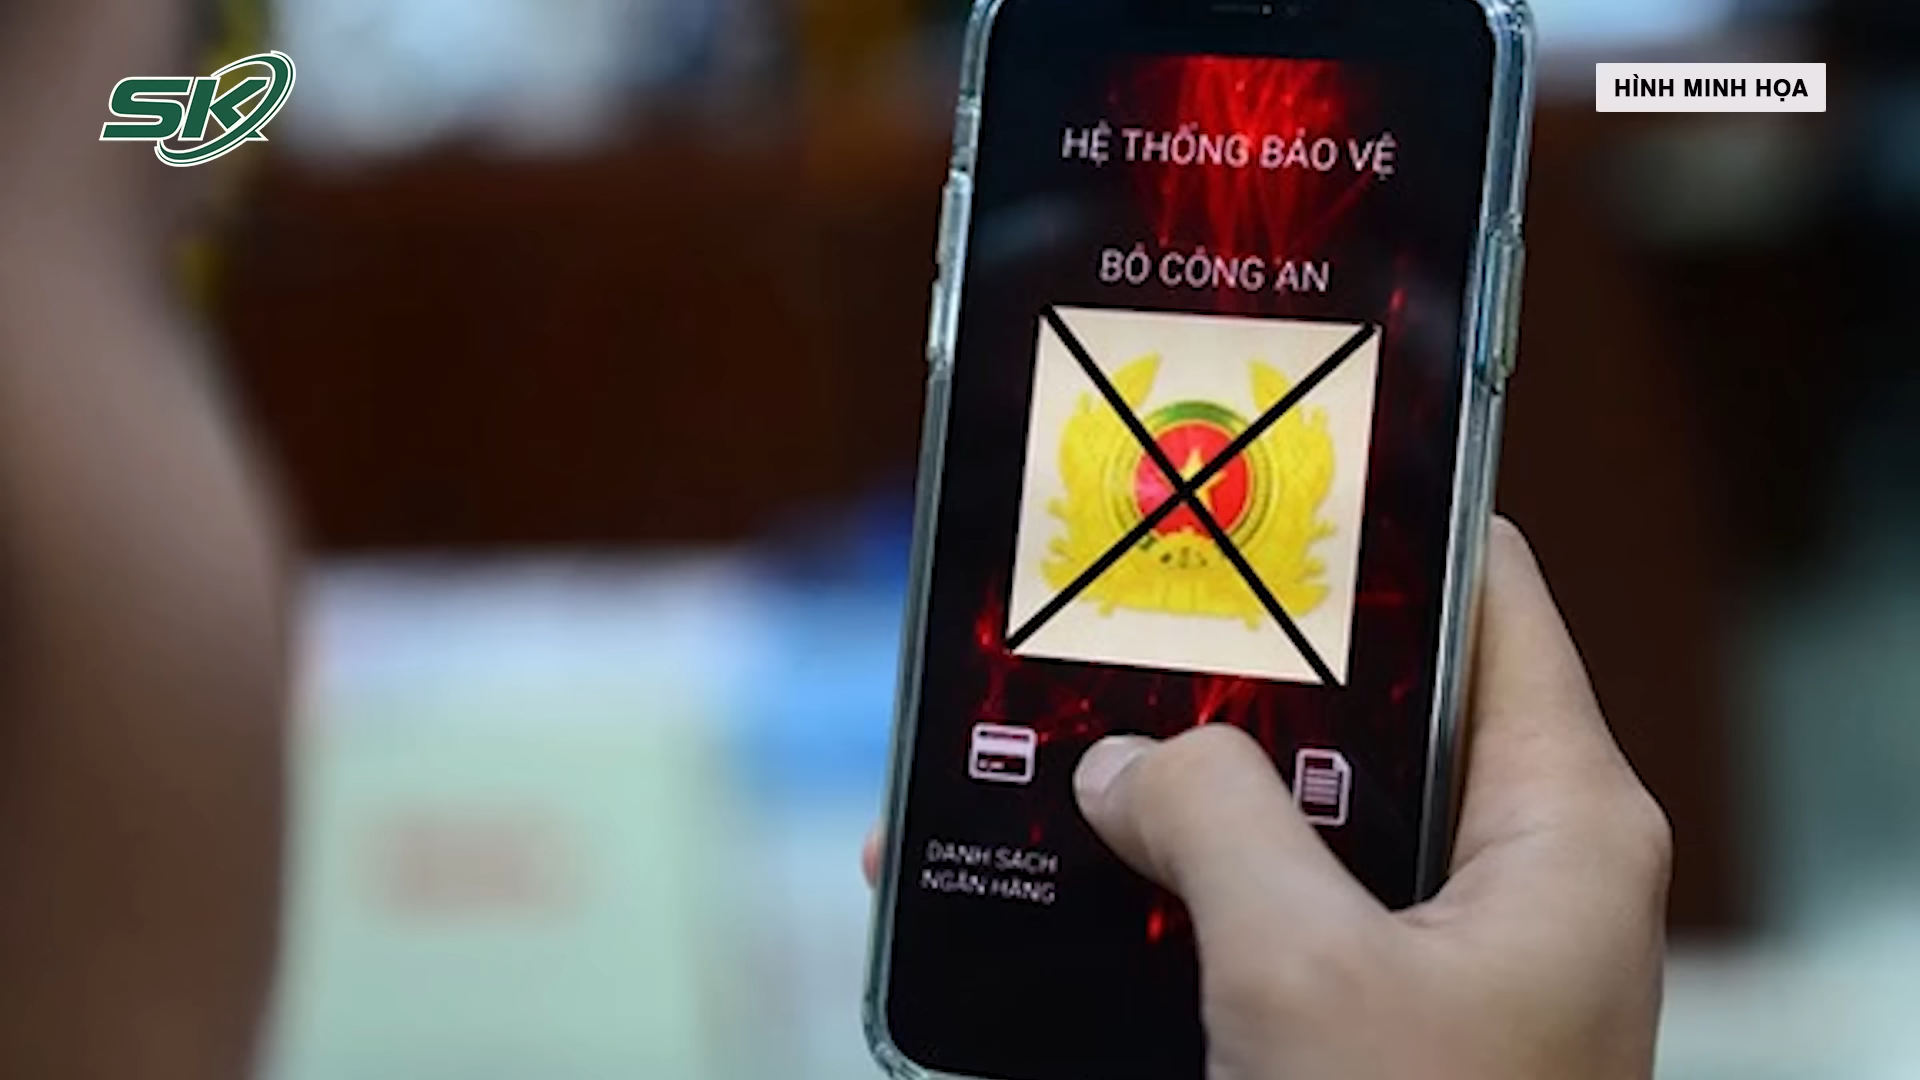 SK
HÌNH MINH HỌA
HỆ THỐNG BẢO VỆ
BỘ CÔNG AN
DANH SÁCH
NGÂN HÀNG